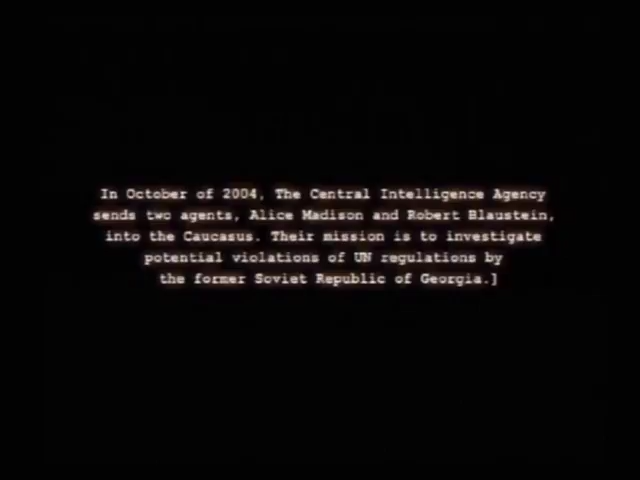 In October of 2004, The Central Intelligence Agency
sends two agents, Alice Madison and Robert Blaustein,
into the Caucasus. Their mission is to investigate
potential violations of UN regulations by
the former Soviet Republic of Georgia.]